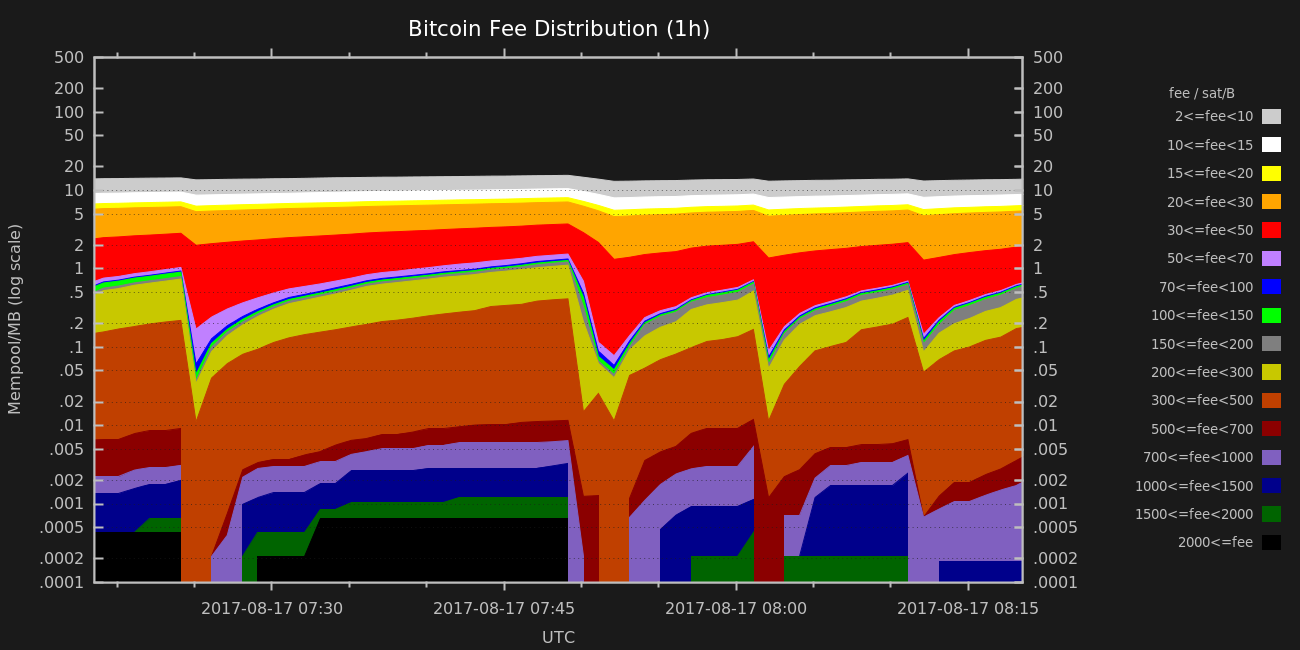 Bitcoin Fee Distribution (1h)
Mempool/MB (log scale)
500
200
100
50
20
10
5
2
1
.5
.2
.1
.05
.02
.01
.005
.002
.001
.0005
.0002
.0001
500
200
100
50
20
10
5
2
1
.5
.2
.1
.05
.02
.01
.005
.002
.001
.0005
.0002
.0001
2017-08-17 07:30
2017-08-17 07:45
2017-08-17 08:00
2017-08-17 08:15
UTC
fee / sat/B
2<=fee<10
10<=fee<15
15<=fee<20
20<=fee<30
30<=fee<50
50<=fee<70
70<=fee<100
100<=fee<150
150<=fee<200
200<=fee<300
300<=fee<500
500<=fee<700
700<=fee<1000
1000<=fee<1500
1500<=fee<2000
2000<=fee